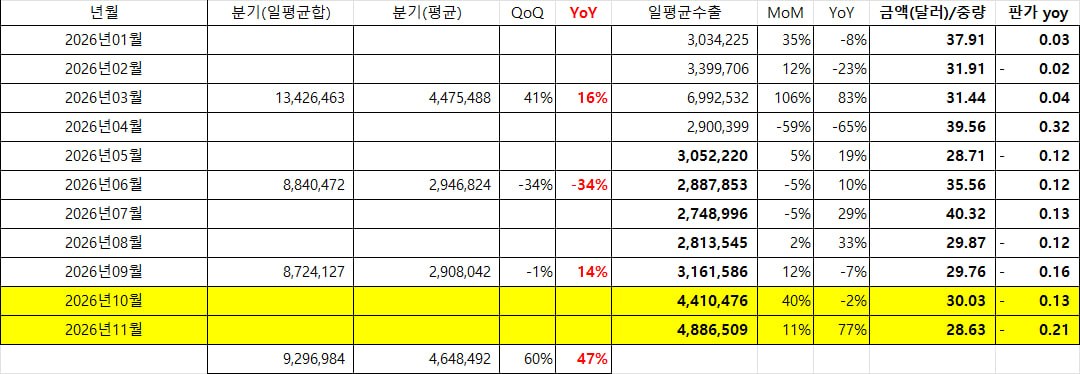 년월 분기(일평균합) 분기(평균) QoQ YoY 일평균수출 MoM YoY 금액(달러)/중량 판가 yoy
2026년01월 3,034,225 35% -8% 37.91 0.03
2026년02월 3,399,706 12% -23% 31.91 - 0.02
2026년03월 13,426,463 4,475,488 41% 16% 6,992,532 106% 83% 31.44 0.04
2026년04월 2,900,399 -59% -65% 39.56 0.32
2026년05월 3,052,220 5% 19% 28.71 - 0.12
2026년06월 8,840,472 2,946,824 -34% -34% 2,887,853 -5% 10% 35.56 0.12
2026년07월 2,748,996 -5% 29% 40.32 0.13
2026년08월 2,813,545 2% 33% 29.87 - 0.12
2026년09월 8,724,127 2,908,042 -1% 14% 3,161,586 12% -7% 29.76 - 0.16
2026년10월 4,410,476 40% -2% 30.03 - 0.13
2026년11월 4,886,509 11% 77% 28.63 - 0.21
9,296,984 4,648,492 60% 47%